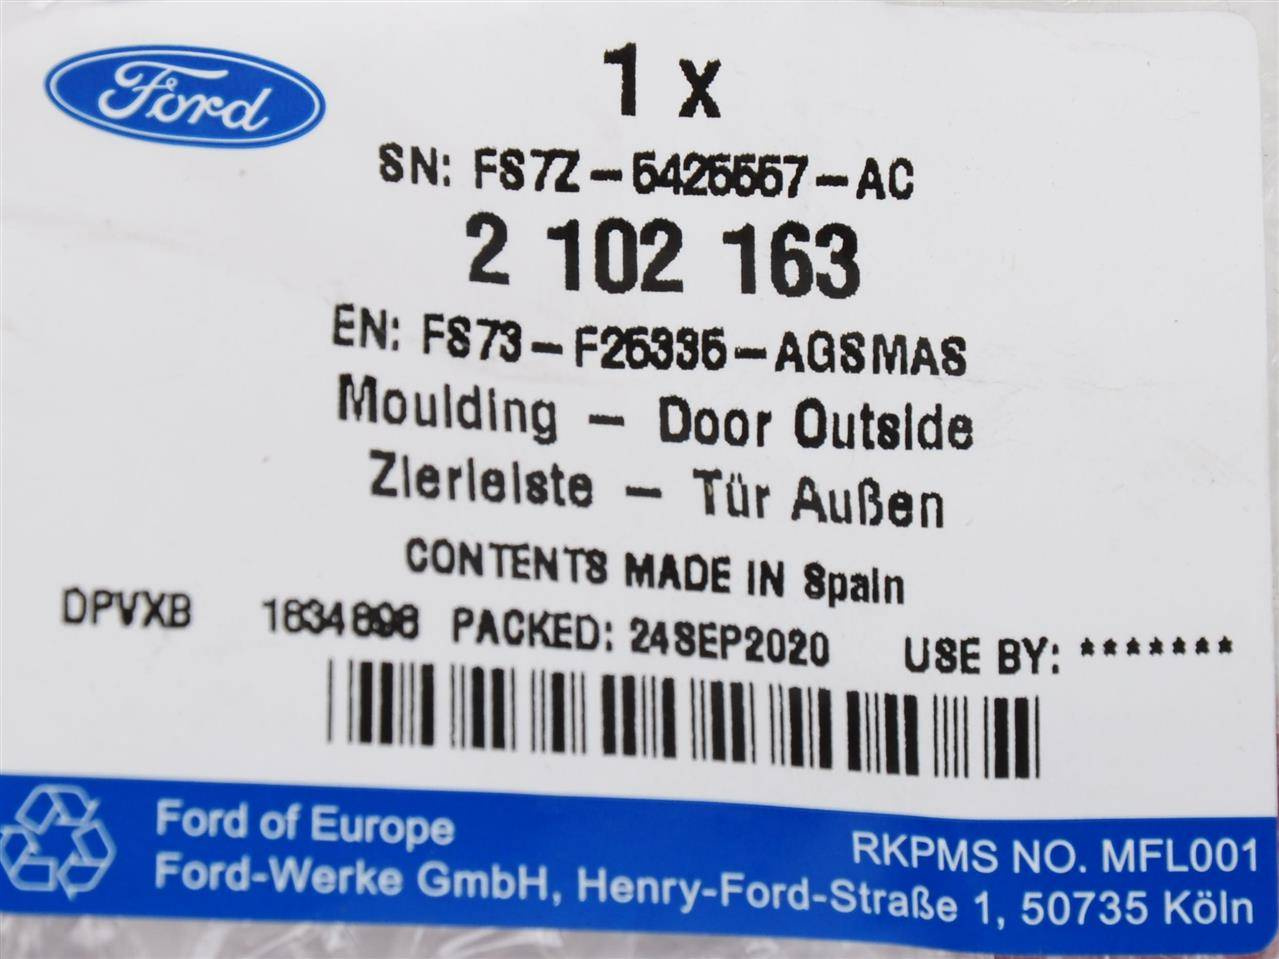 Ford
1 x
SN: FS7Z-5425557-AC
2 102 163
EN: FS73-F25335-AGSMAS
Moulding - Door Outside
Zierleiste - Tür Außen
CONTENTS MADE IN Spain
DPVXB PACKED: 24SEP2020 USE BY: *******
Ford of Europe
RKPMS NO. MFL001
Ford-Werke GmbH, Henry-Ford-Straße 1, 50735 Köln